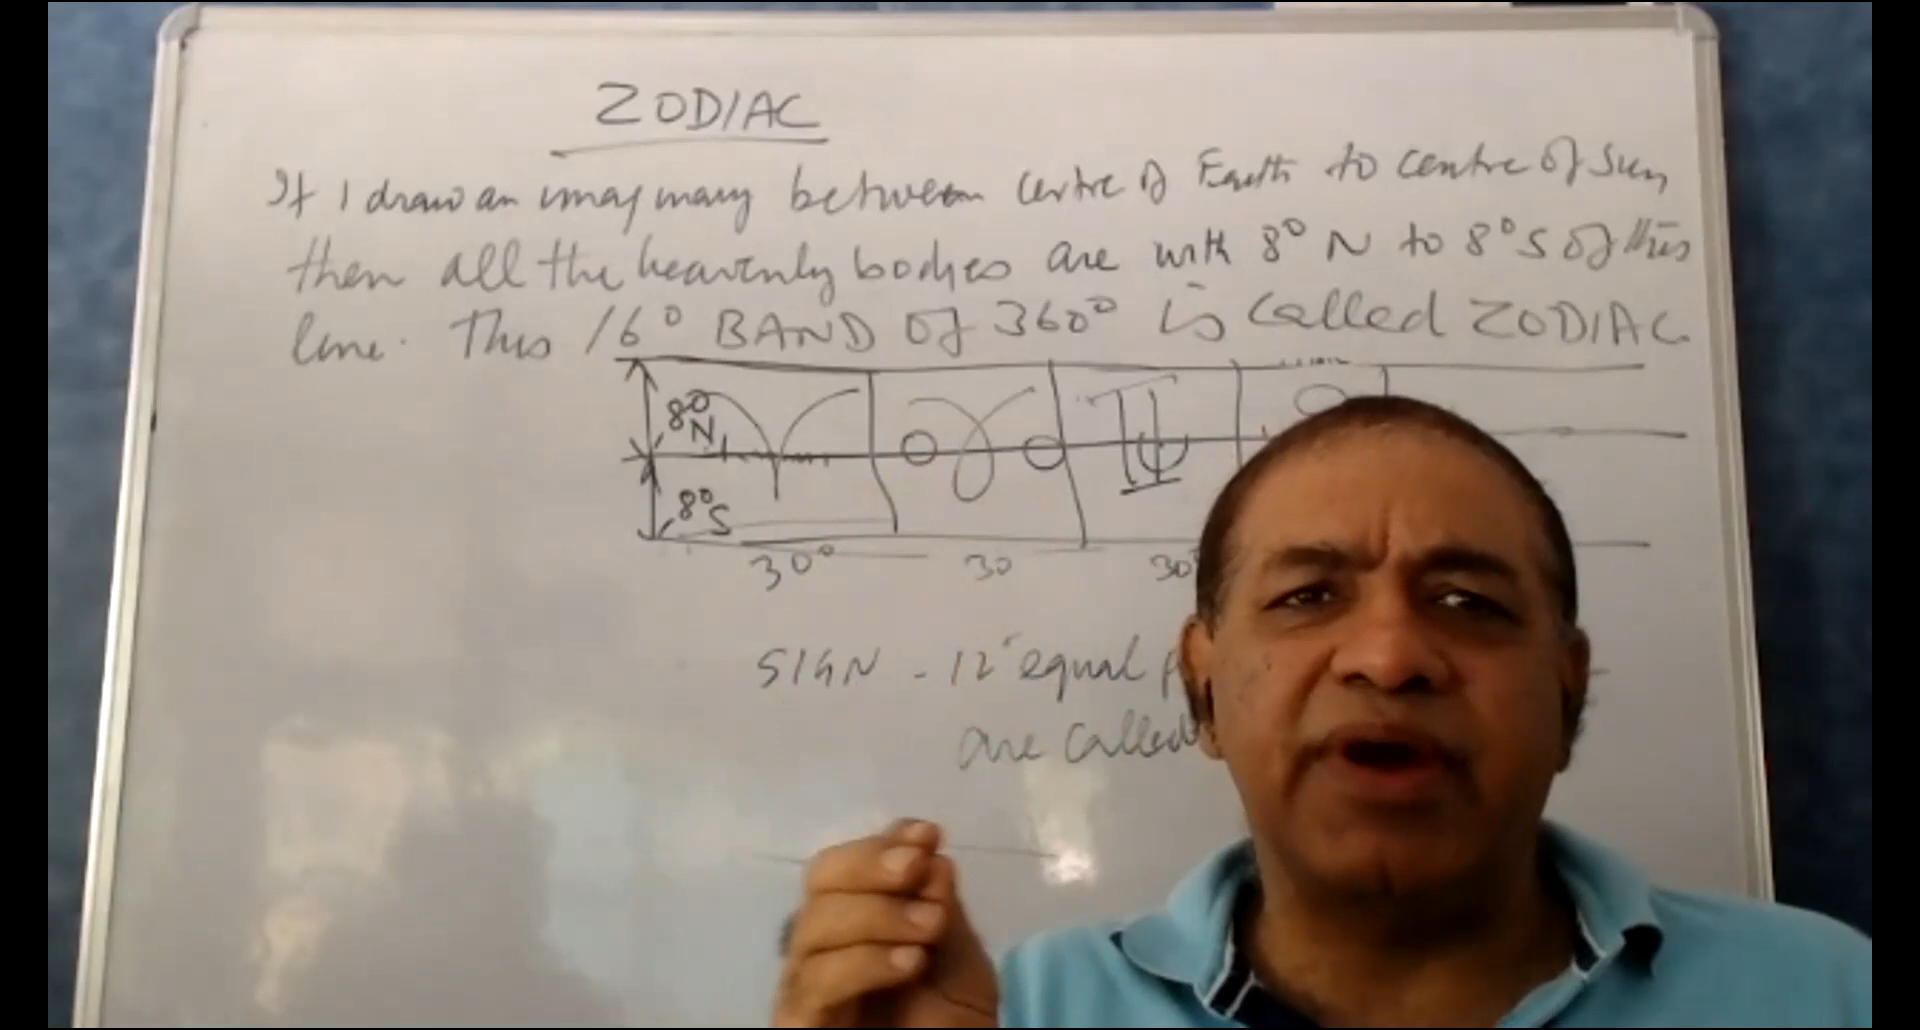 ZODIAC
If I draw an imagmary between centre of Earth to centre of Sun,
then all the heavenly bodies are with 8° N to 8° S of this
line. This 16° BAND of 360° is called ZODIAC.
8° N
8° S
30° 30 30°
SIGN - 12 equal p
are called